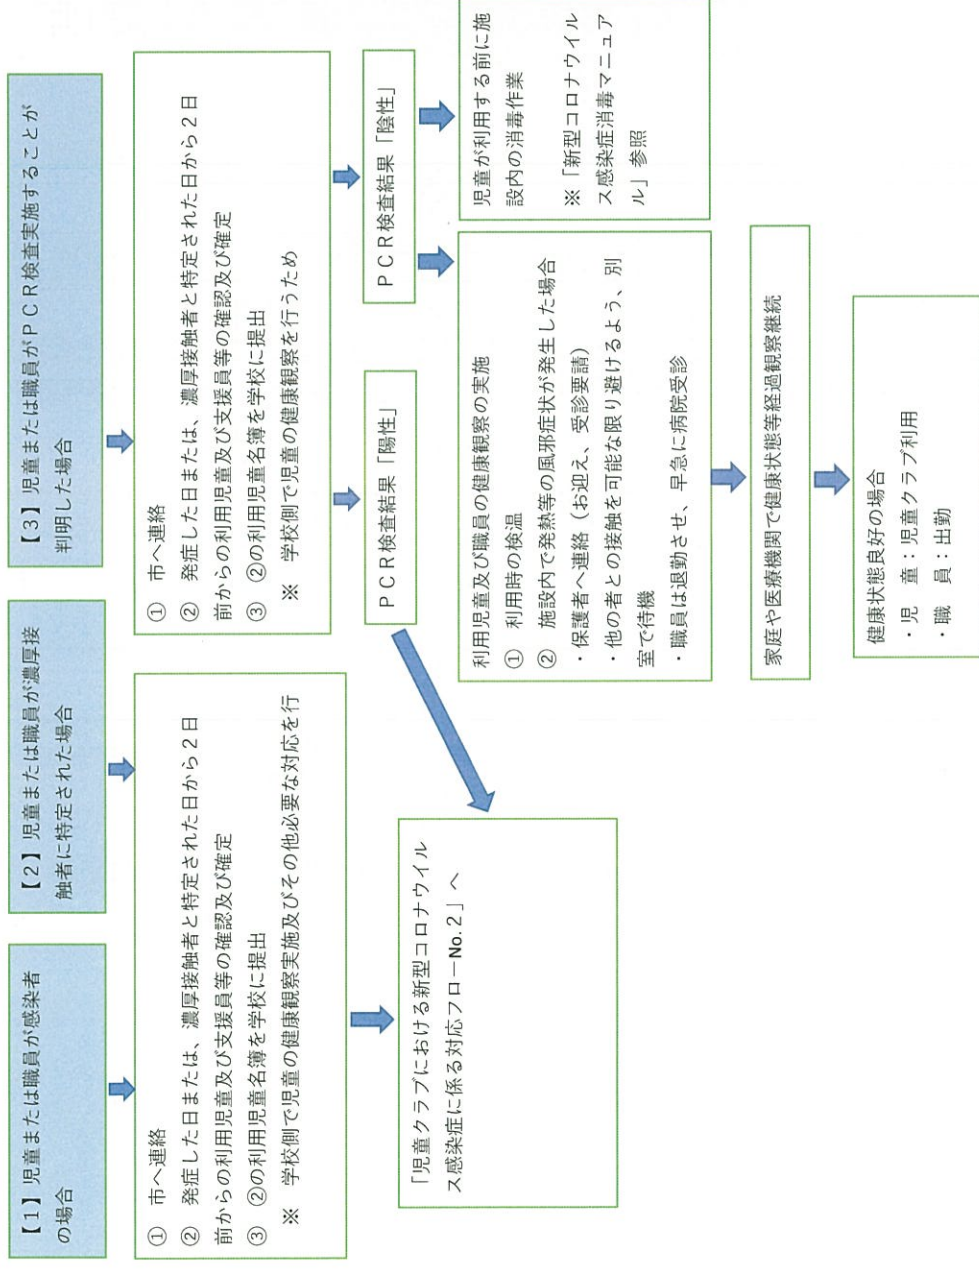 【1】児童または職員が感染者
の場合
【2】児童または職員が濃厚接
触者に特定された場合
【3】児童または職員がPCR検査実施することが
判明した場合
① 市へ連絡
② 発症した日または、濃厚接触者と特定された日から2日
前からの利用児童及び支援員等の確認及び確定
③ ②の利用児童名簿を学校に提出
※ 学校側で児童の健康観察実施及びその他必要な対応を行
① 市へ連絡
② 発症した日または、濃厚接触者と特定された日から2日
前からの利用児童及び支援員等の確認及び確定
③ ②の利用児童名簿を学校に提出
※ 学校側で児童の健康観察を行うため
PCR検査結果「陽性」
PCR検査結果「陰性」
「児童クラブにおける新型コロナウイル
ス感染症に係る対応フローNo.2」へ
利用児童及び職員の健康観察の実施
① 利用時の検温
② 施設内で発熱等の風邪症状が発生した場合
・保護者へ連絡（お迎え、受診要請）
・他の者との接触を可能な限り避けるよう、別
室で待機
・職員は退勤させ、早急に病院受診
児童が利用する前に施
設内の消毒作業
※「新型コロナウイル
ス感染症消毒マニュア
ル」参照
家庭や医療機関で健康状態等経過観察継続
健康状態良好の場合
・児 童：児童クラブ利用
・職 員：出勤